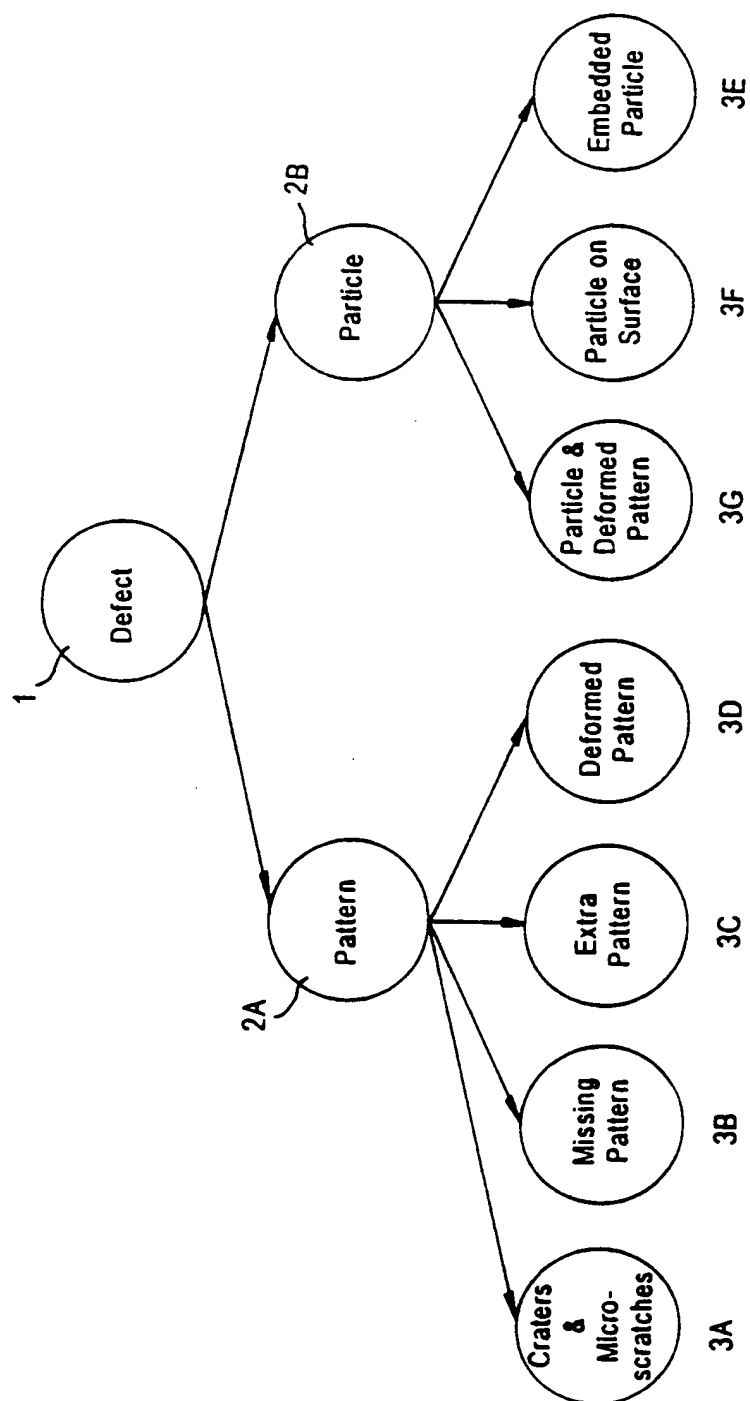 1
Defect
2A
Pattern
2B
Particle
Craters
&
Micro-
scratches
Missing
Pattern
Extra
Pattern
Deformed
Pattern
Particle &
Deformed
Pattern
Particle on
Surface
Embedded
Particle
3A
3B
3C
3D
3G
3F
3E